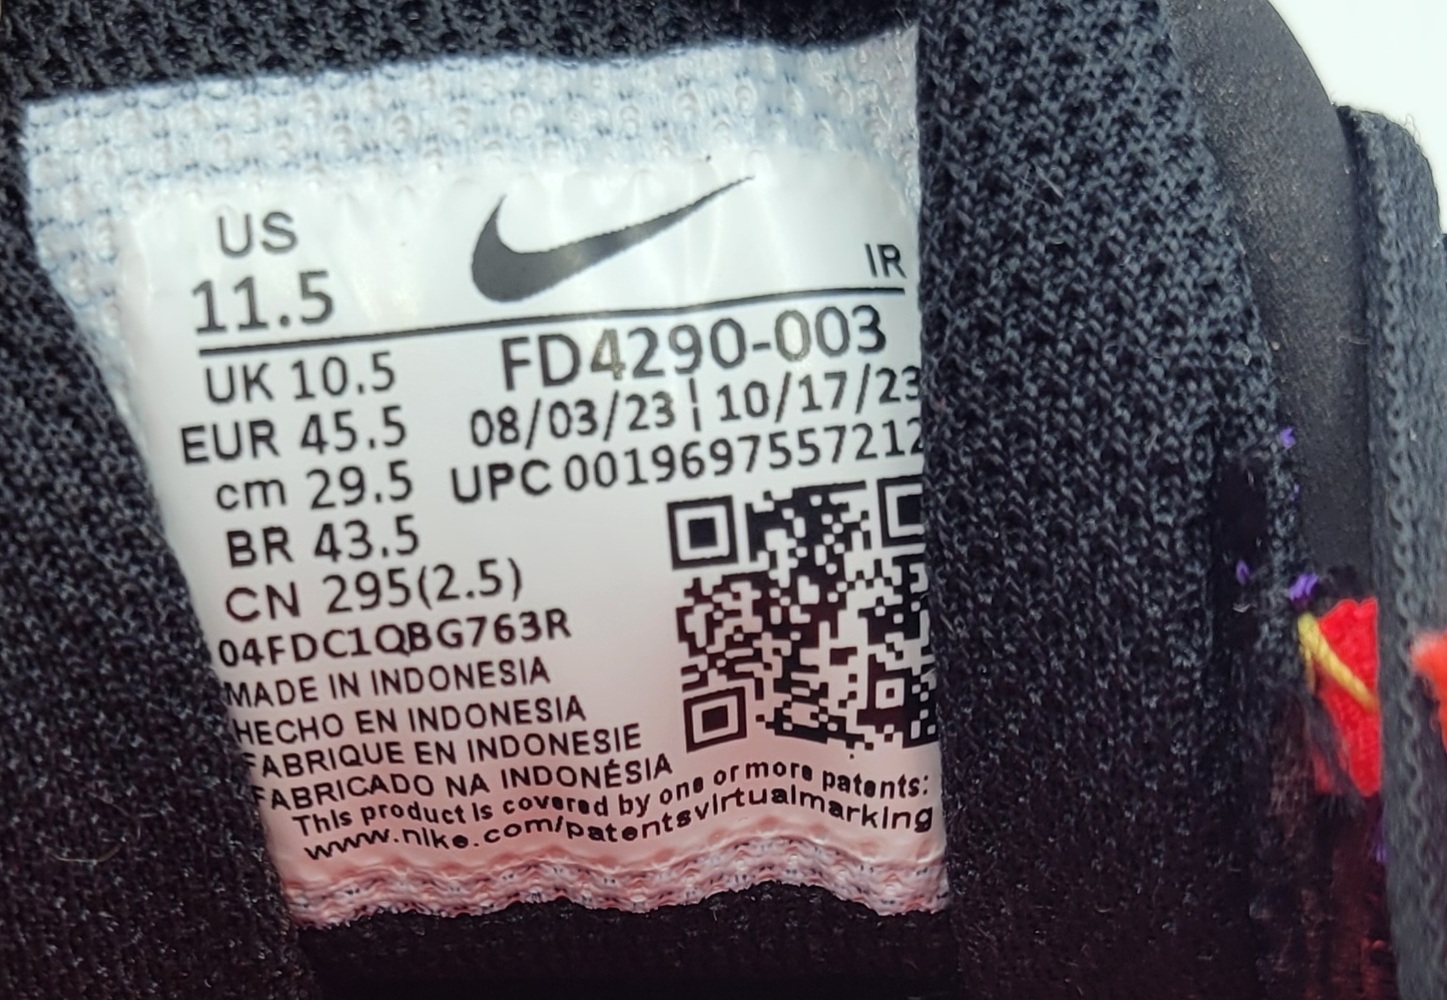 US
11.5
IR
UK 10.5
FD4290-003
EUR 45.5
08/03/23 | 10/17/23
cm 29.5
UPC 0019697557212
BR 43.5
CN 295(2.5)
04FDC1QBG763R
MADE IN INDONESIA
HECHO EN INDONESIA
FABRIQUE EN INDONESIE
FABRICADO NA INDONÉSIA
This product is covered by one or more patents:
www.nike.com/patentsvirtualmarking